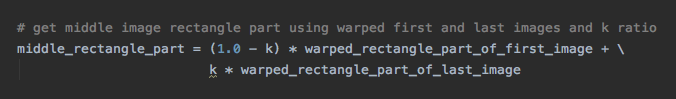 # get middle image rectangle part using warped first and last images and k ratio
middle_rectangle_part = (1.0 - k) * warped_rectangle_part_of_first_image + \
k * warped_rectangle_part_of_last_image